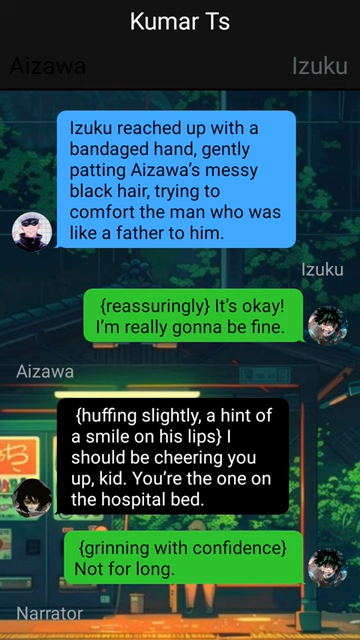 Kumar Ts
Aizawa
Izuku
Izuku reached up with a
bandaged hand, gently
patting Aizawa's messy
black hair, trying to
comfort the man who was
like a father to him.
Izuku
{reassuringly} It's okay!
I'm really gonna be fine.
Aizawa
{huffing slightly, a hint of
a smile on his lips} I
should be cheering you
up, kid. You're the one on
the hospital bed.
{grinning with confidence}
Not for long.
Narrator